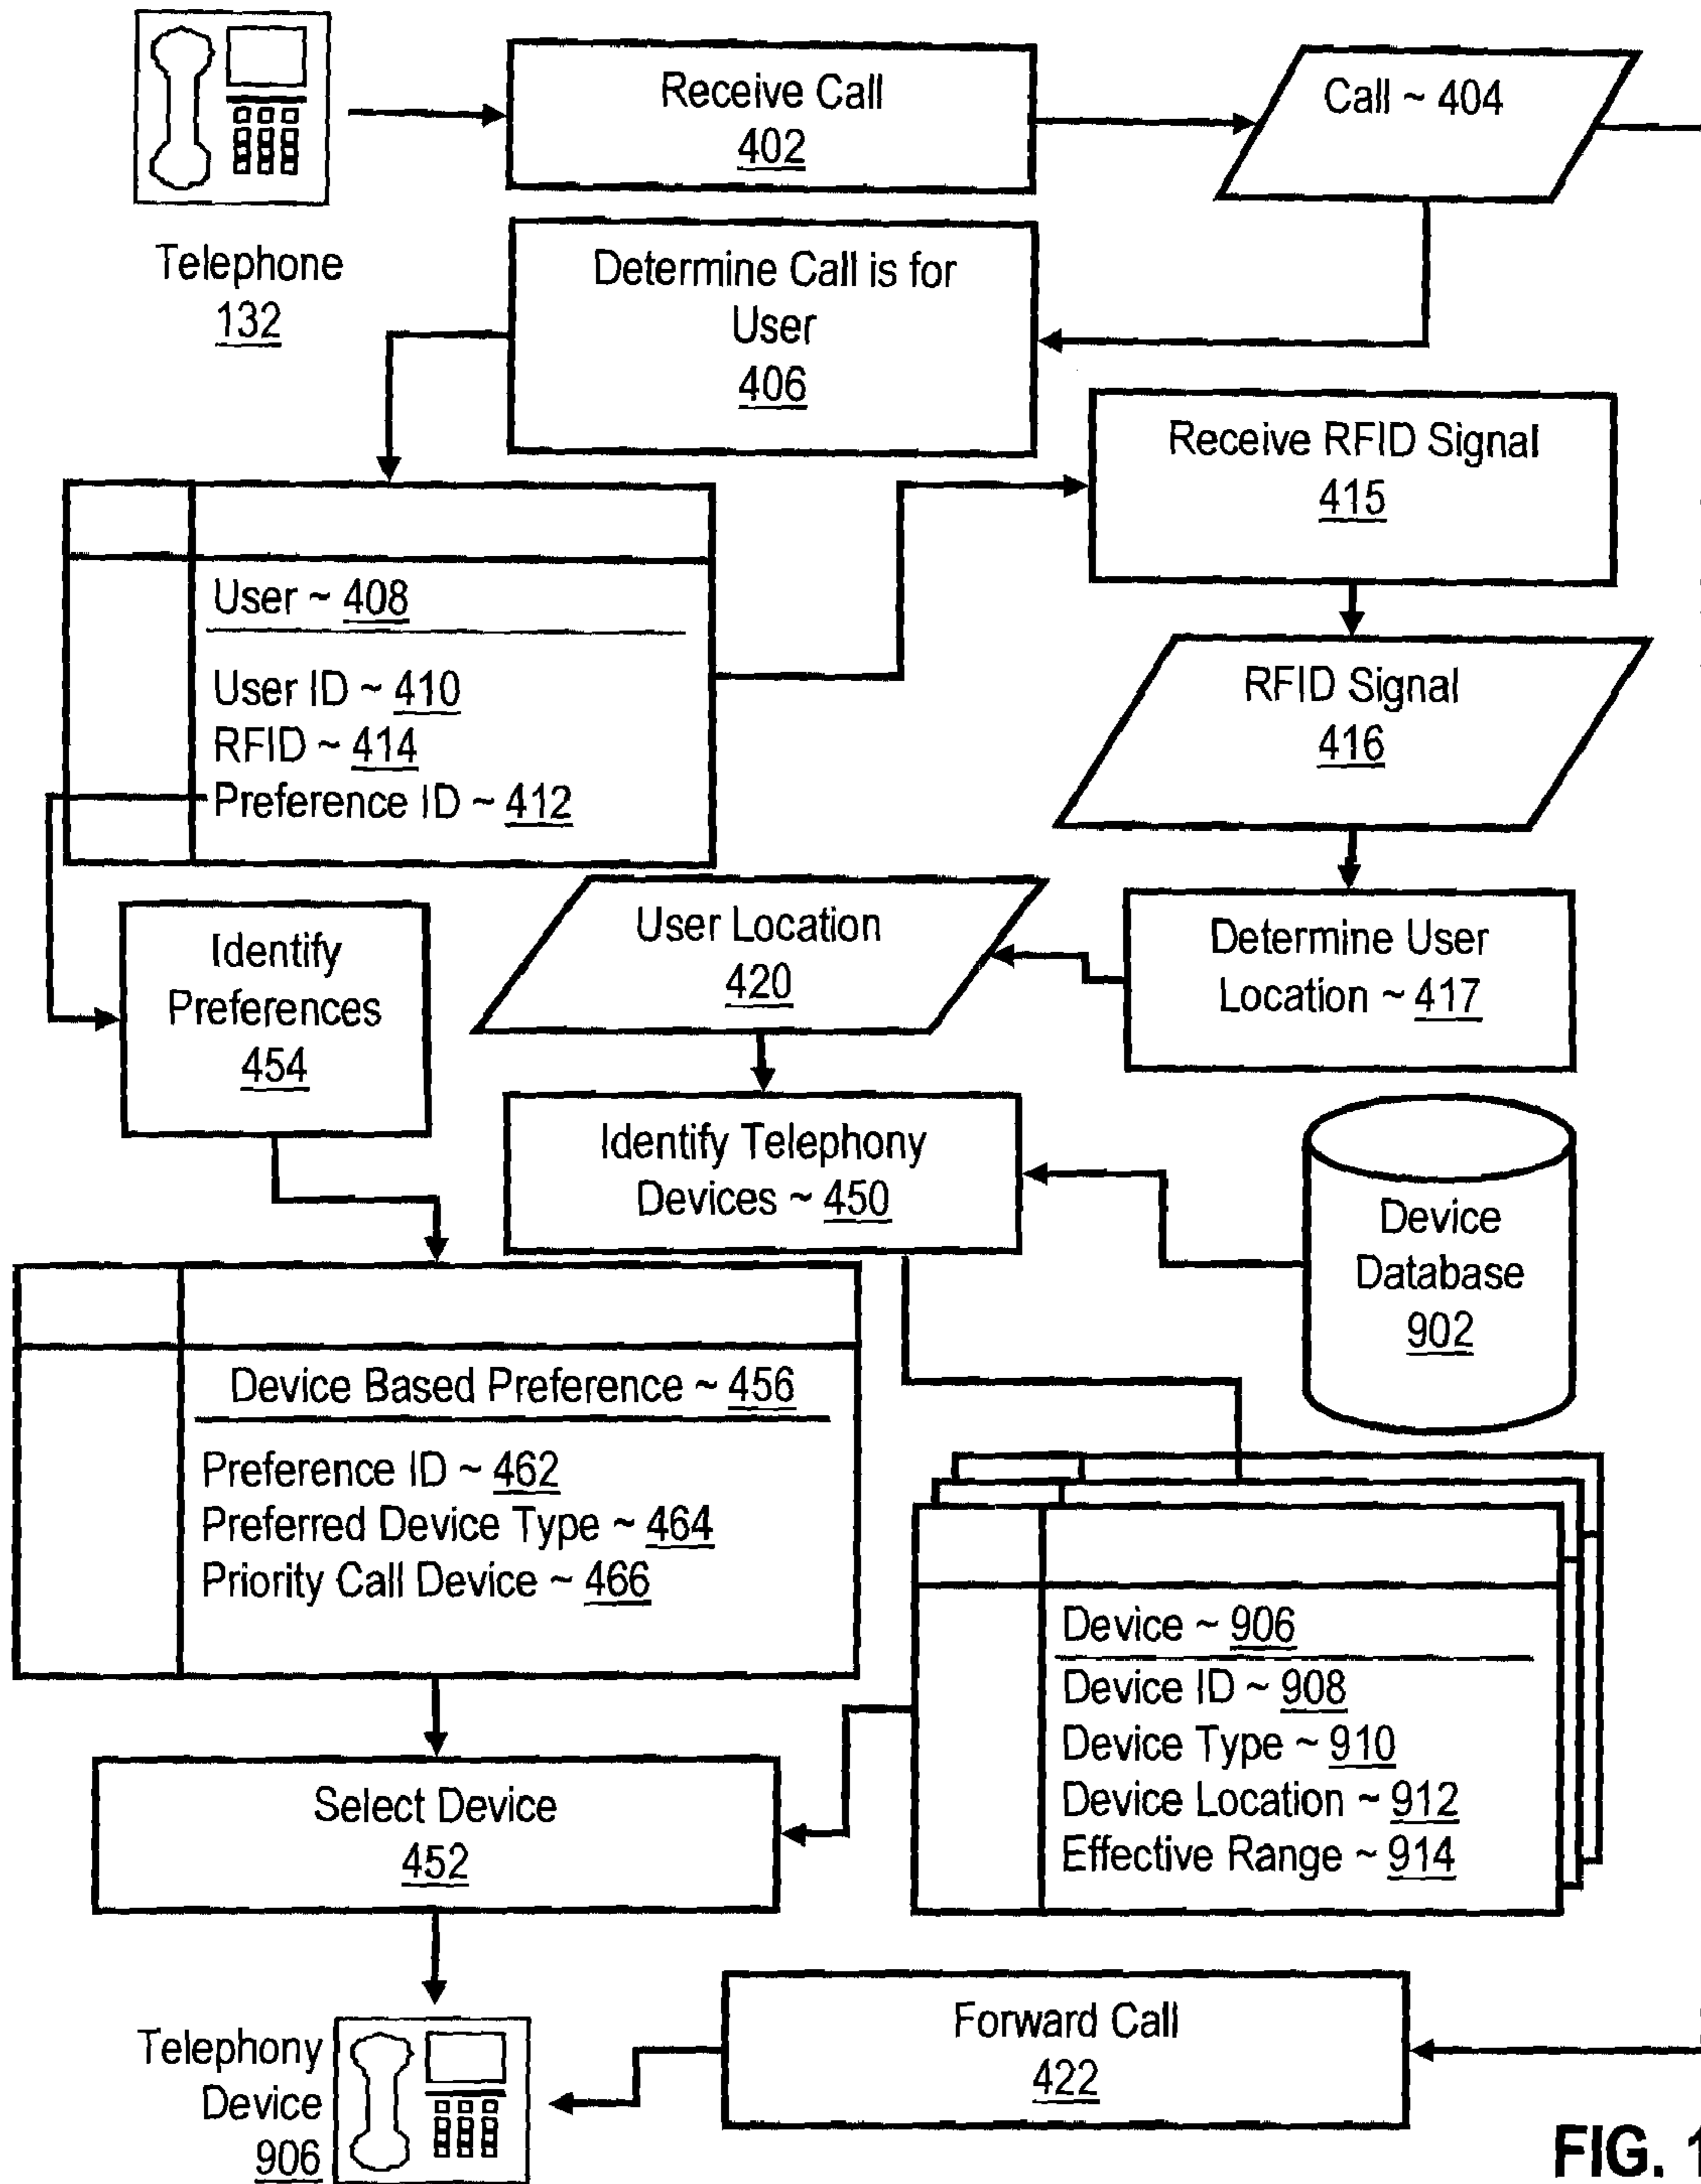 Receive Call
402
Call ~ 404
Telephone
132
Determine Call is for
User
406
Receive RFID Signal
415
User ~ 408
User ID ~ 410
RFID ~ 414
Preference ID ~ 412
RFID Signal
416
User Location
420
Determine User
Location ~ 417
Identify
Preferences
454
Identify Telephony
Devices ~ 450
Device
Database
902
Device Based Preference ~ 456
Preference ID ~ 462
Preferred Device Type ~ 464
Priority Call Device ~ 466
Device ~ 906
Device ID ~ 908
Device Type ~ 910
Device Location ~ 912
Effective Range ~ 914
Select Device
452
Forward Call
422
Telephony
Device
906
FIG. 1